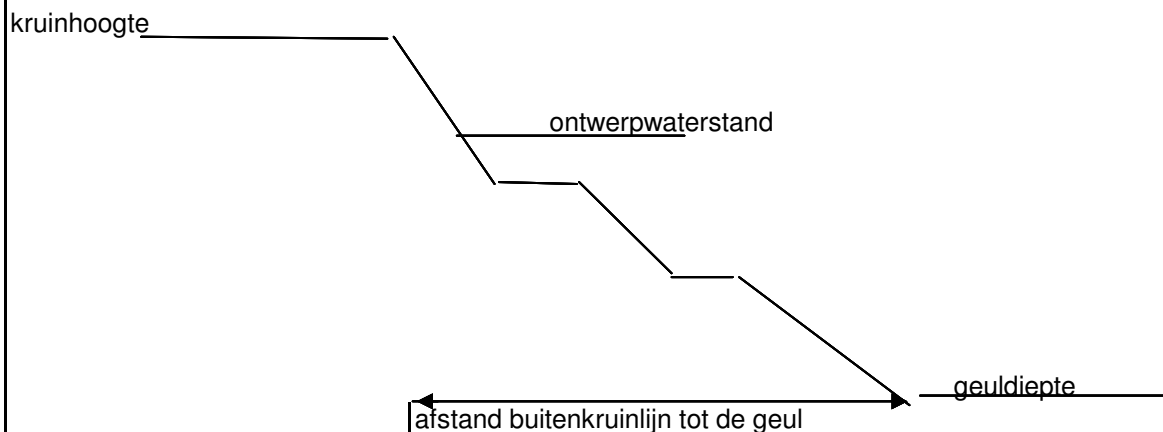 kruinhoogte
ontwerpwaterstand
geuldiepte
afstand buitenkruinlijn tot de geul